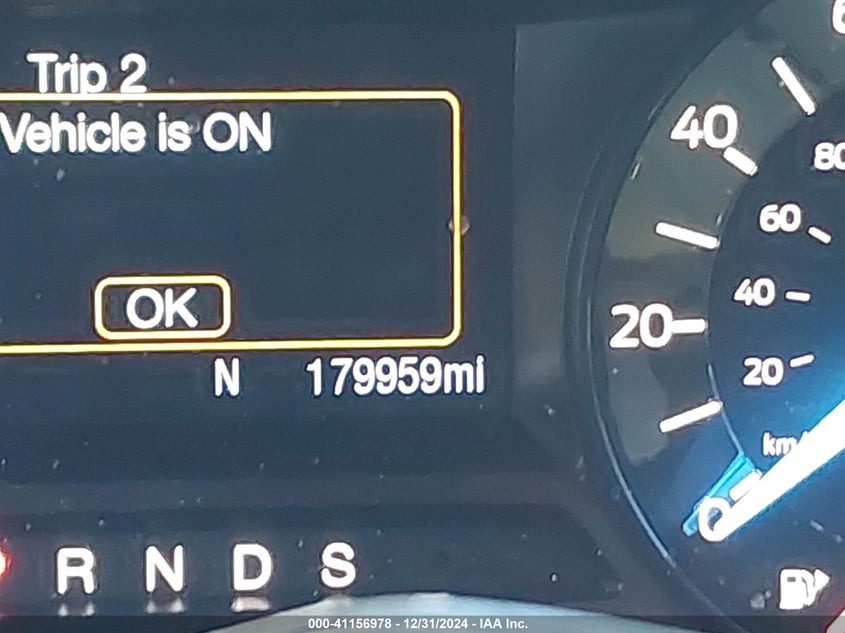 Trip 2
Vehicle is ON
OK
N 179959mi
R N D S
40
20
0
80
60
40
20
000-41156978 - 12/31/2024 - IAA Inc.